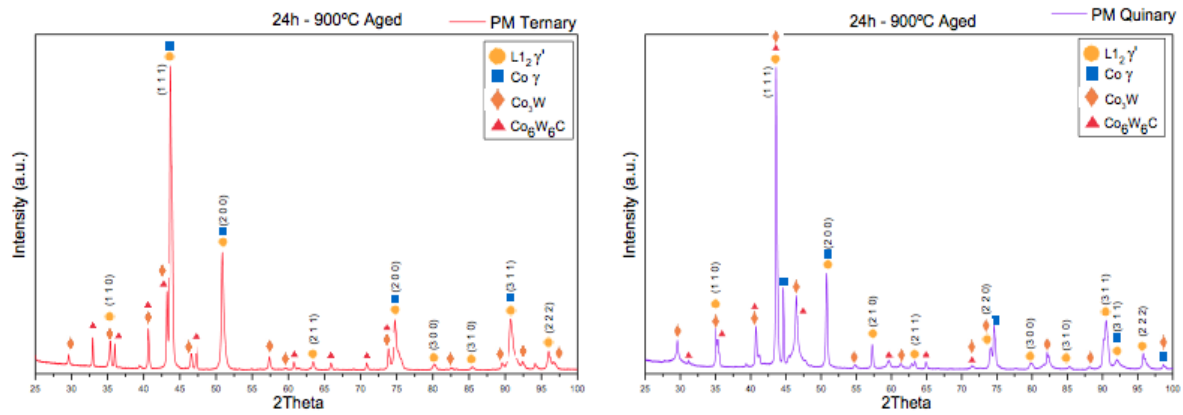 24h - 900ºC Aged
PM Ternary
L1₂ γ'
Co γ
Co₃W
Co₆W₆C
(1 1 0)
(1 1 1)
(2 0 0)
(2 1 1)
(2 0 0)
(3 0 0)
(3 1 0)
(3 1 1)
(2 2 2)
Intensity (a.u.)
25 30 35 40 45 50 55 60 65 70 75 80 85 90 95 100
2Theta
24h - 900ºC Aged
PM Quinary
L1₂ γ'
Co γ
Co₃W
Co₆W₆C
(1 1 0)
(1 1 1)
(2 0 0)
(2 1 0)
(2 1 1)
(2 2 0)
(3 0 0)
(3 1 0)
(3 1 1)
(3 1 1)
(2 2 2)
Intensity (a.u.)
25 30 35 40 45 50 55 60 65 70 75 80 85 90 95 100
2Theta